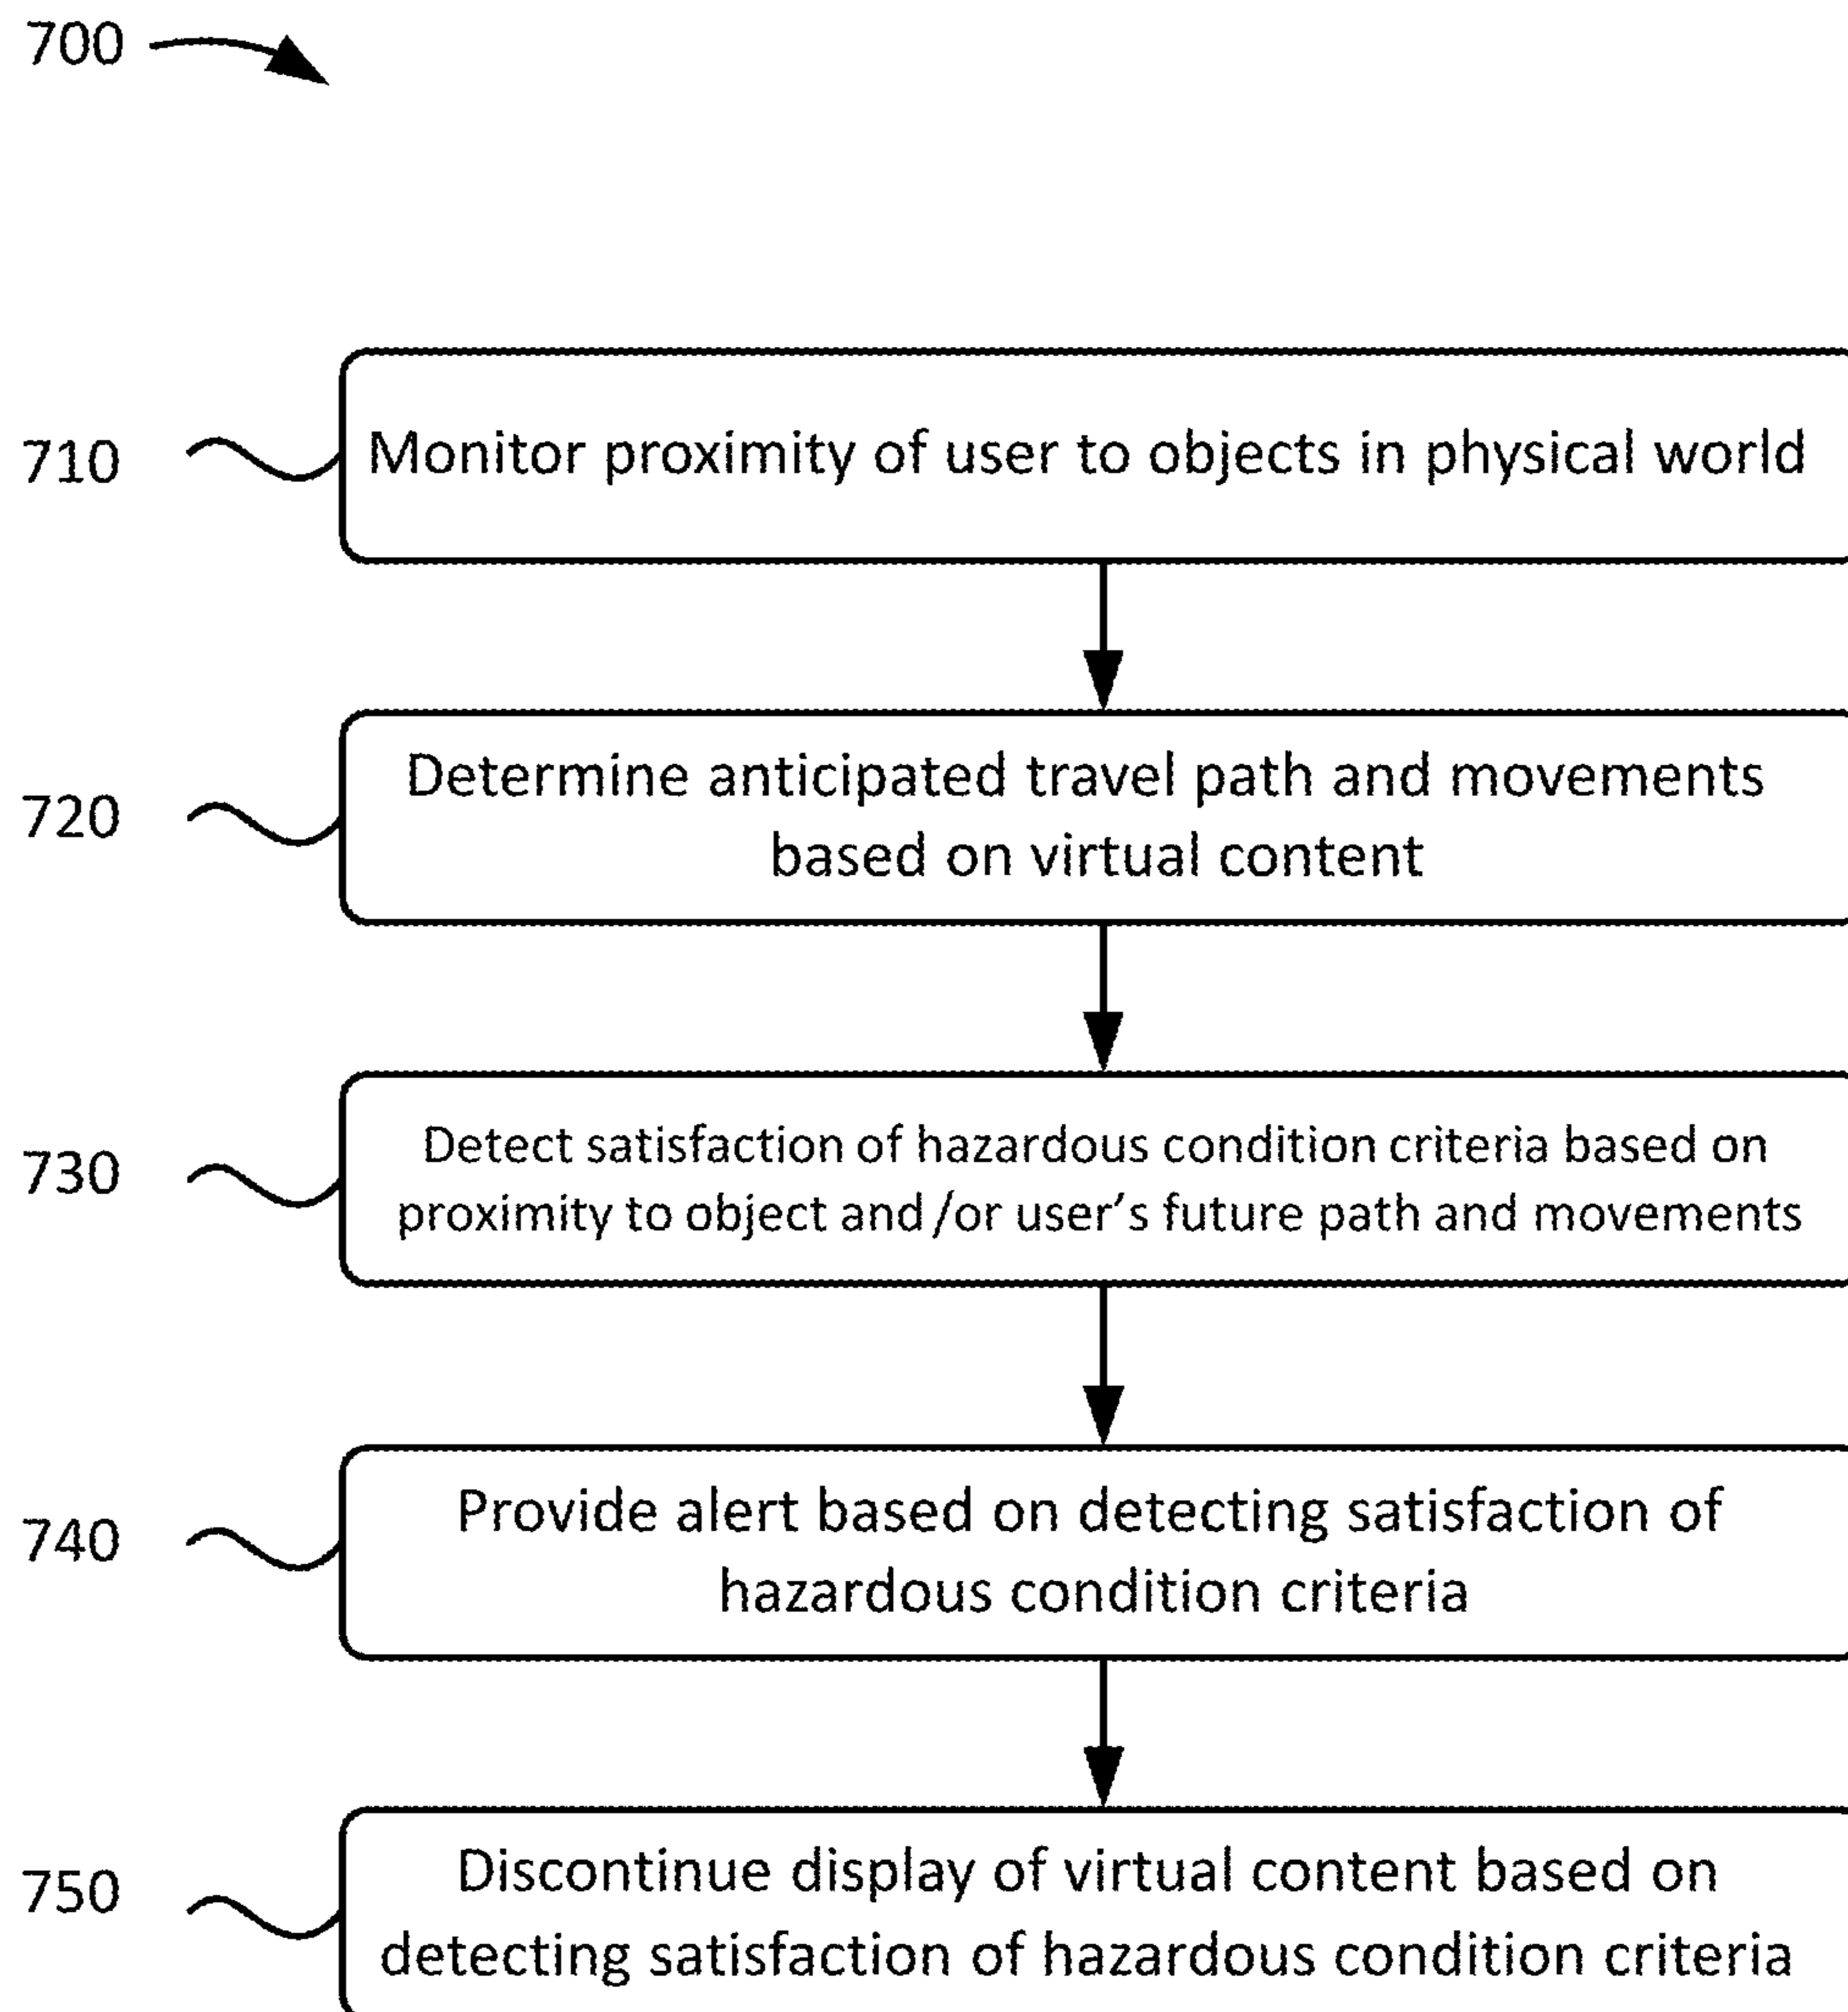 700
710
Monitor proximity of user to objects in physical world
720
Determine anticipated travel path and movements
based on virtual content
730
Detect satisfaction of hazardous condition criteria based on
proximity to object and/or user's future path and movements
740
Provide alert based on detecting satisfaction of
hazardous condition criteria
750
Discontinue display of virtual content based on
detecting satisfaction of hazardous condition criteria